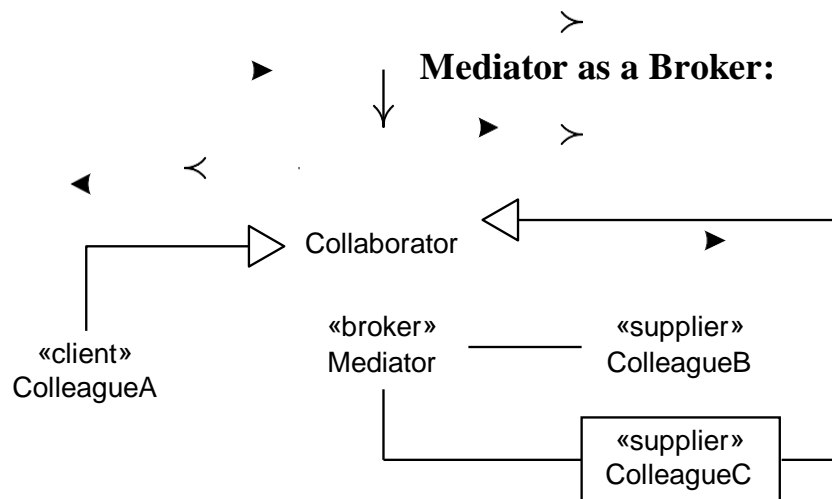 Mediator as a Broker:
Collaborator
«client»
ColleagueA
«broker»
Mediator
«supplier»
ColleagueB
«supplier»
ColleagueC